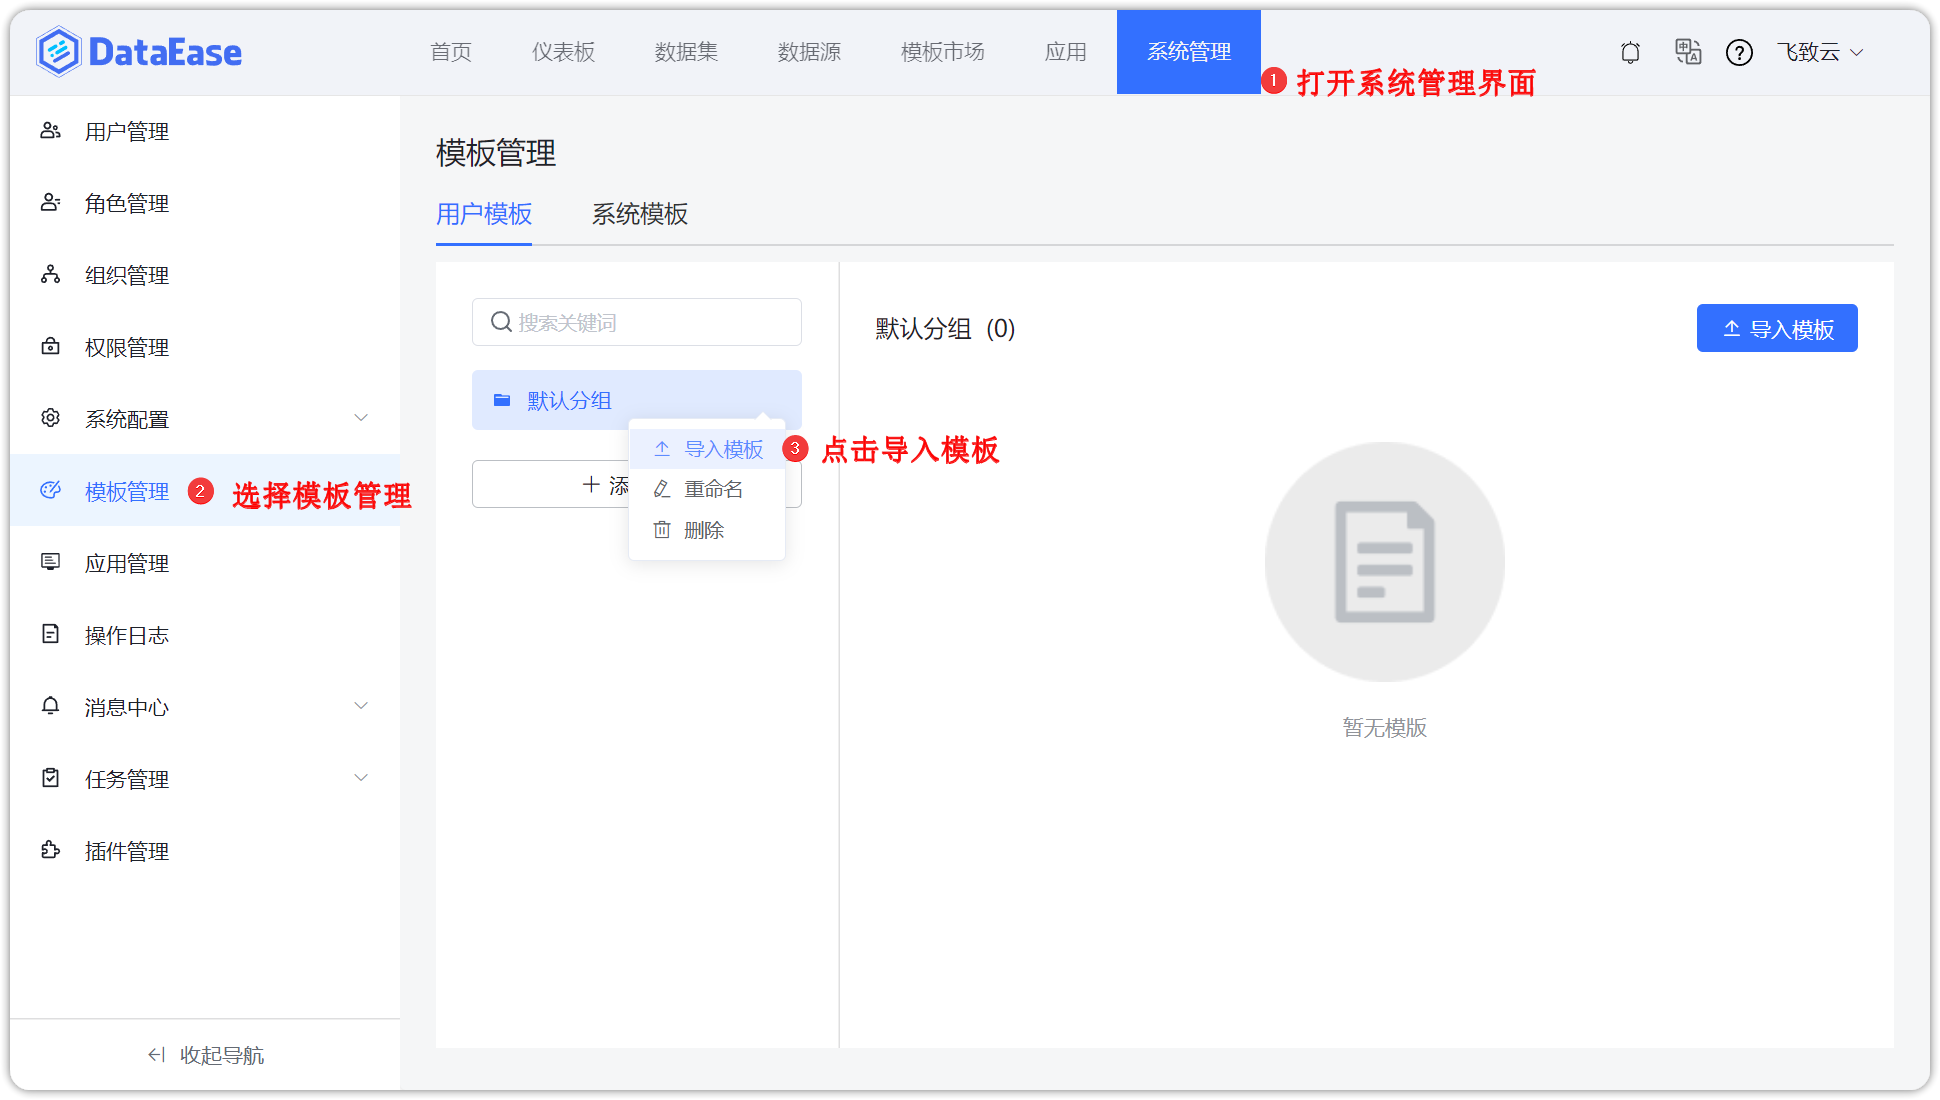 DataEase
首页
仪表板
数据集
数据源
模板市场
应用
系统管理
飞致云
1 打开系统管理界面
用户管理
角色管理
组织管理
权限管理
系统配置
模板管理
2 选择模板管理
应用管理
操作日志
消息中心
任务管理
插件管理
收起导航
模板管理
用户模板
系统模板
搜索关键词
默认分组
导入模板
3 点击导入模板
添
重命名
删除
默认分组 (0)
导入模板
暂无模版